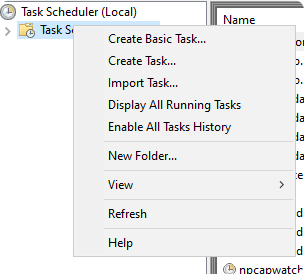 Task Scheduler (Local)
Name
Task
Create Basic Task...
Create Task...
Import Task...
Display All Running Tasks
Enable All Tasks History
New Folder...
View
Refresh
Help
npcapwatch